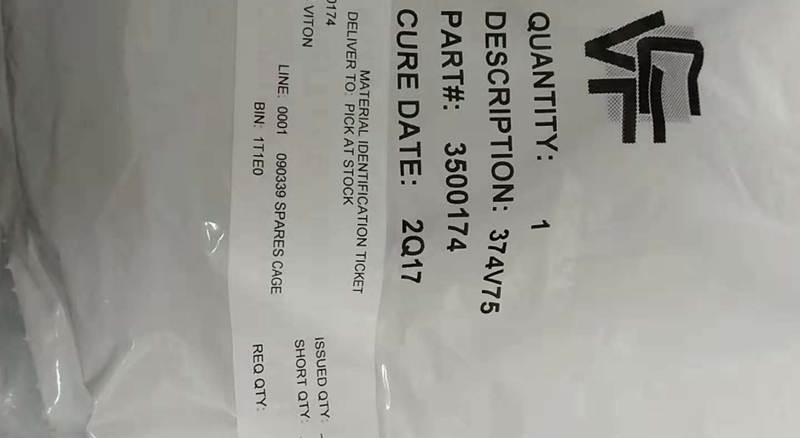 QUANTITY: 1
DESCRIPTION: 374V75
PART#: 3500174
CURE DATE: 2Q17
MATERIAL IDENTIFICATION TICKET
DELIVER TO: PICK AT STOCK
0174
VITON
ISSUED QTY:
SHORT QTY:
LINE: 0001 090339 SPARES CAGE
BIN: 1T1E0
REQ QTY: